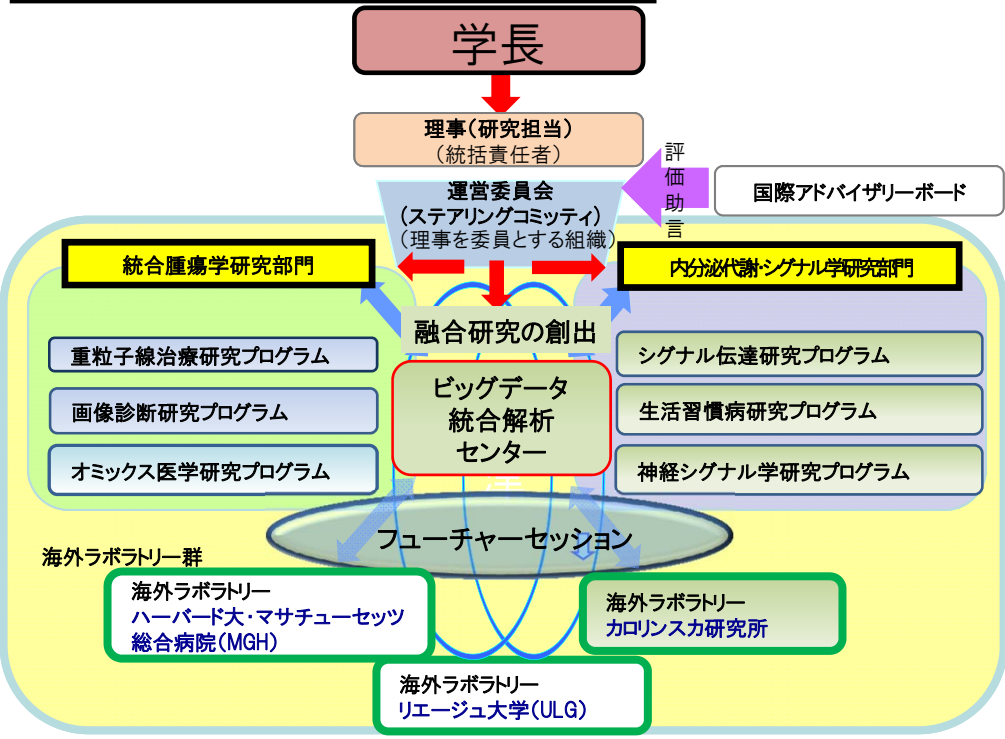 学長
理事(研究担当)
(統括責任者)
運営委員会
(ステアリングコミッティ)
(理事を委員とする組織)
評価助言
国際アドバイザリーボード
統合腫瘍学研究部門
内分泌代謝・シグナル学研究部門
融合研究の創出
重粒子線治療研究プログラム
画像診断研究プログラム
オミックス医学研究プログラム
ビッグデータ
統合解析
センター
シグナル伝達研究プログラム
生活習慣病研究プログラム
神経シグナル学研究プログラム
フューチャーセッション
海外ラボラトリー群
海外ラボラトリー
ハーバード大・マサチューセッツ
総合病院(MGH)
海外ラボラトリー
カロリンスカ研究所
海外ラボラトリー
リエージュ大学(ULG)